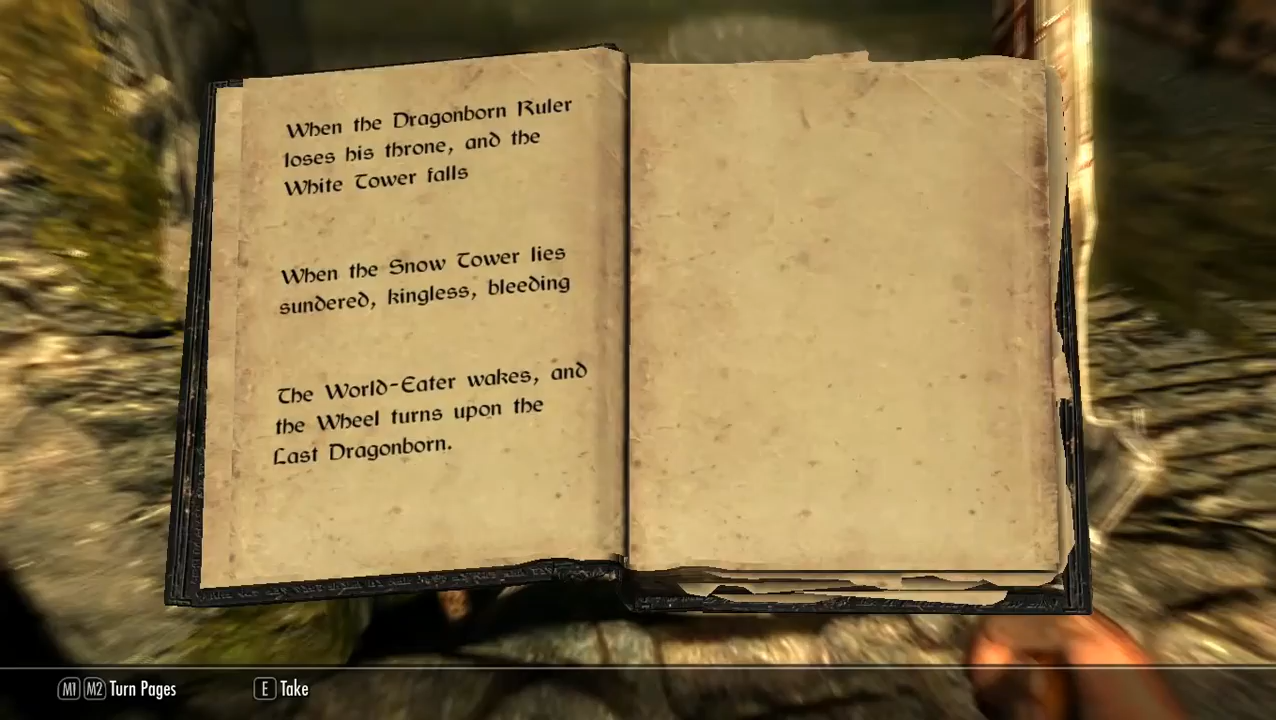 When the Dragonborn Ruler
loses his throne, and the
White Tower falls
When the Snow Tower lies
sundered, kingless, bleeding
The World-Eater wakes, and
the Wheel turns upon the
Last Dragonborn.
M1 M2 Turn Pages
E Take